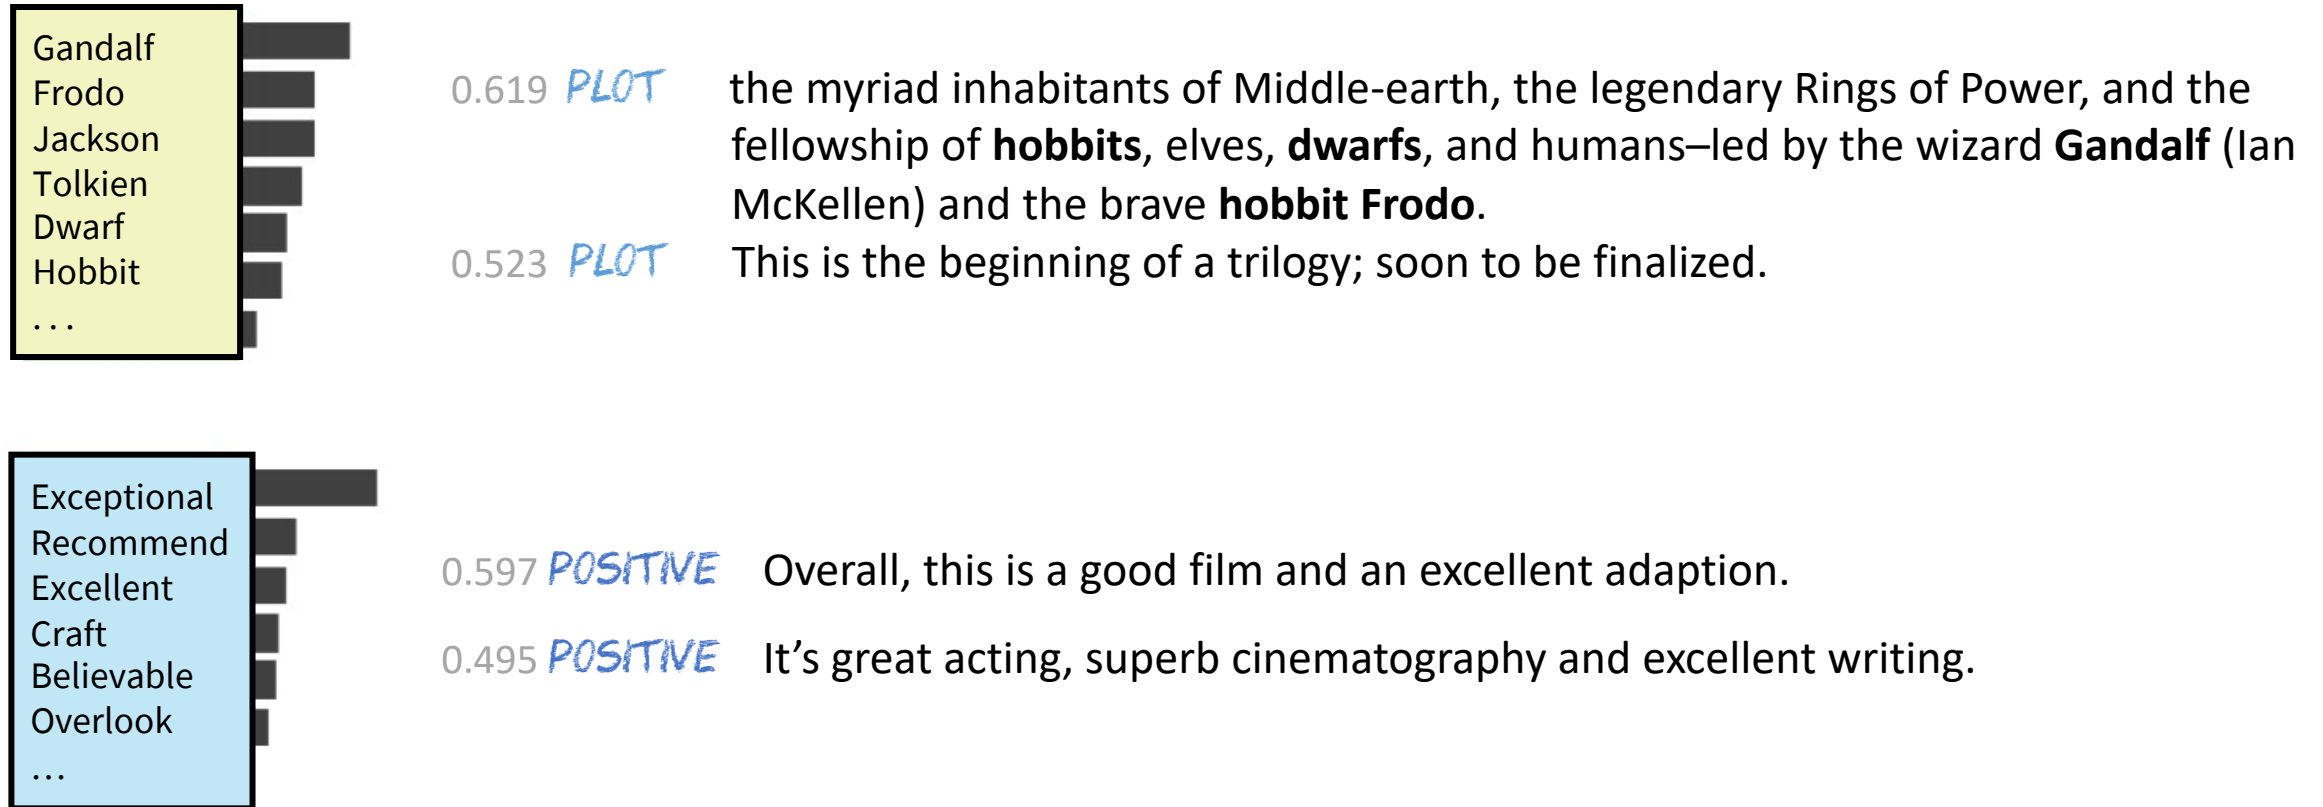 Gandalf
Frodo
Jackson
Tolkien
Dwarf
Hobbit
...
0.619 PLOT the myriad inhabitants of Middle-earth, the legendary Rings of Power, and the
fellowship of hobbits, elves, dwarfs, and humans–led by the wizard Gandalf (Ian
McKellen) and the brave hobbit Frodo.
0.523 PLOT This is the beginning of a trilogy; soon to be finalized.
Exceptional
Recommend
Excellent
Craft
Believable
Overlook
...
0.597 POSITIVE Overall, this is a good film and an excellent adaption.
0.495 POSITIVE It’s great acting, superb cinematography and excellent writing.